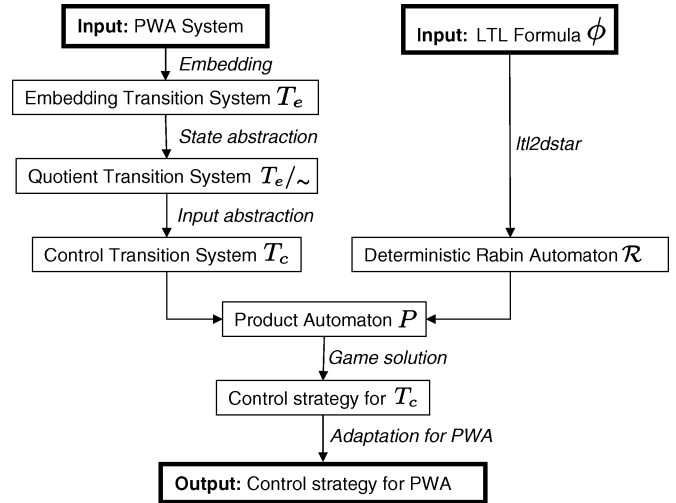 Input: PWA System
Input: LTL Formula ϕ
Embedding
Embedding Transition System Te
State abstraction
ltl2dstar
Quotient Transition System Te/~
Input abstraction
Control Transition System Tc
Deterministic Rabin Automaton R
Product Automaton P
Game solution
Control strategy for Tc
Adaptation for PWA
Output: Control strategy for PWA